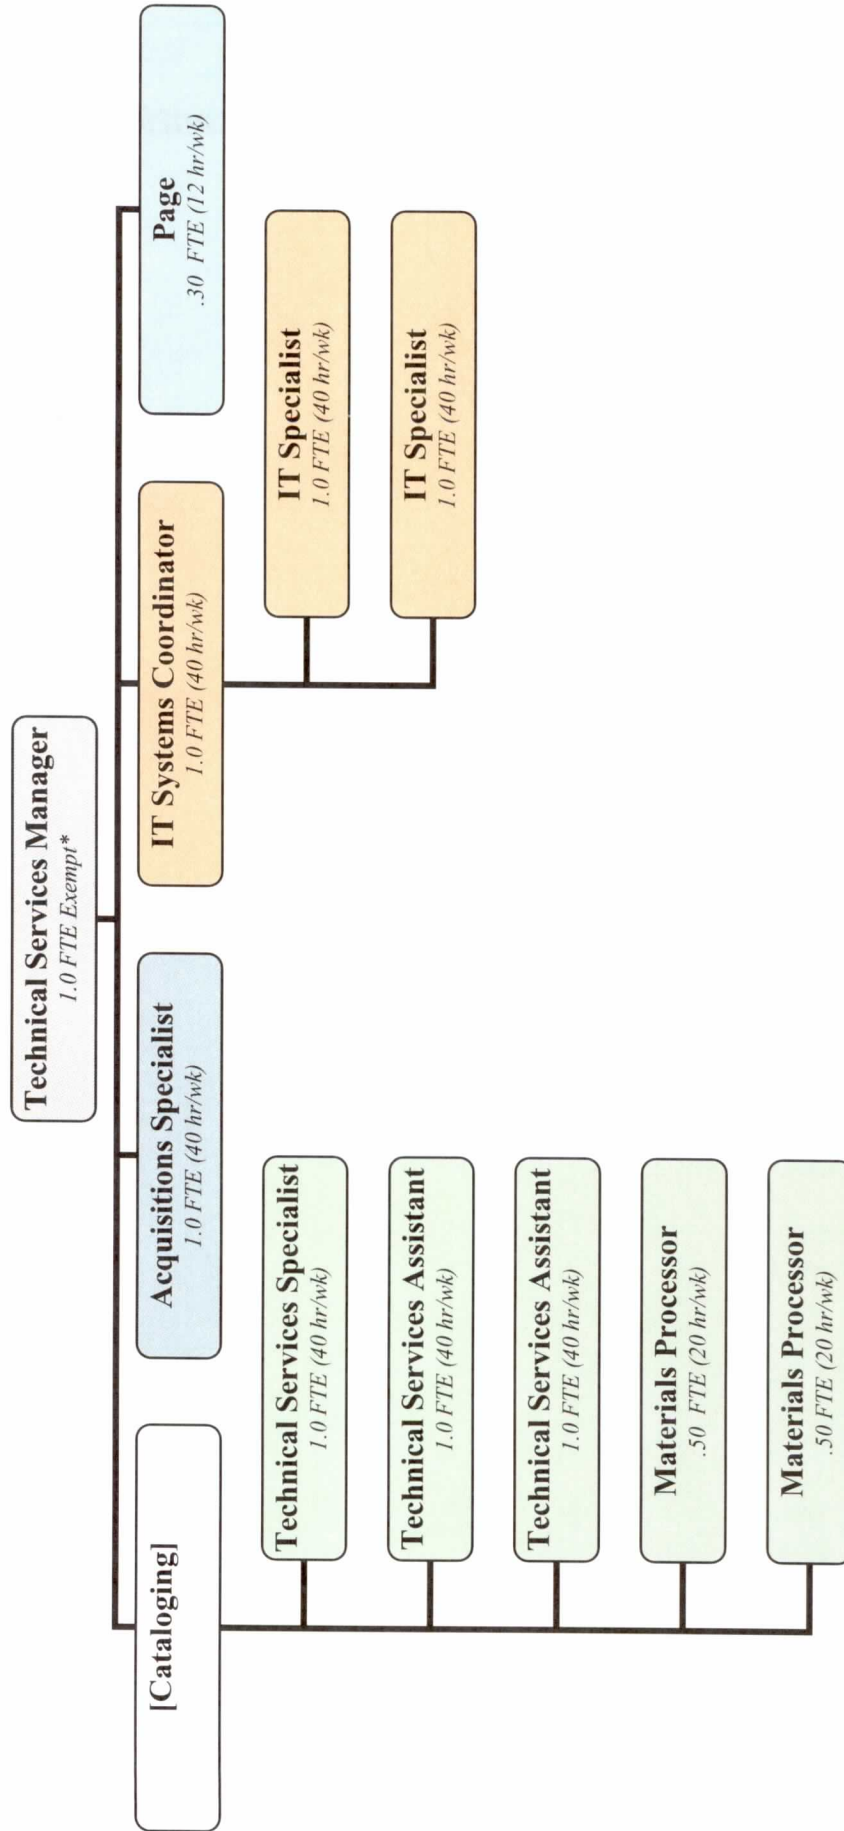 Technical Services Manager
1.0 FTE Exempt*
[Cataloging]
Acquisitions Specialist
1.0 FTE (40 hr/wk)
IT Systems Coordinator
1.0 FTE (40 hr/wk)
Page
.30 FTE (12 hr/wk)
Technical Services Specialist
1.0 FTE (40 hr/wk)
Technical Services Assistant
1.0 FTE (40 hr/wk)
Technical Services Assistant
1.0 FTE (40 hr/wk)
Materials Processor
.50 FTE (20 hr/wk)
Materials Processor
.50 FTE (20 hr/wk)
IT Specialist
1.0 FTE (40 hr/wk)
IT Specialist
1.0 FTE (40 hr/wk)